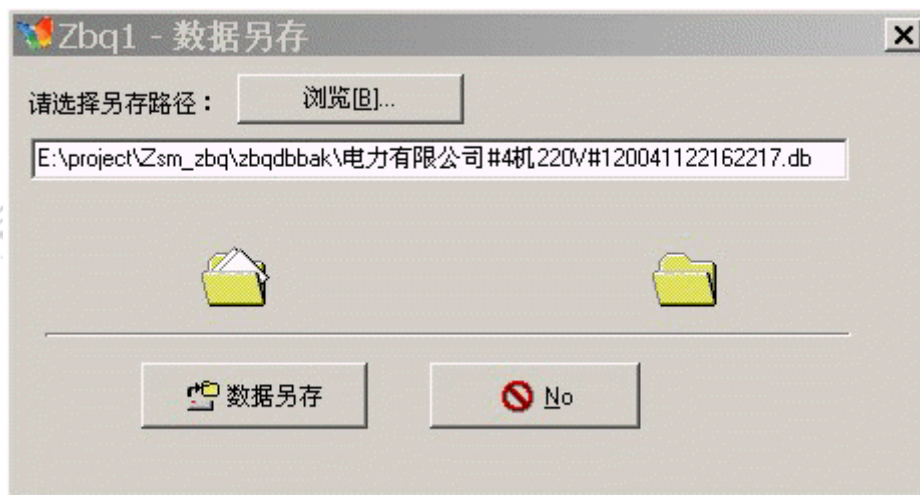 Zbq1 - 数据另存
请选择另存路径： 浏览[B]...
E:\project\Zsm_zbq\zbqdbbak\电力有限公司#4机220V#120041122162217.db
数据另存 No